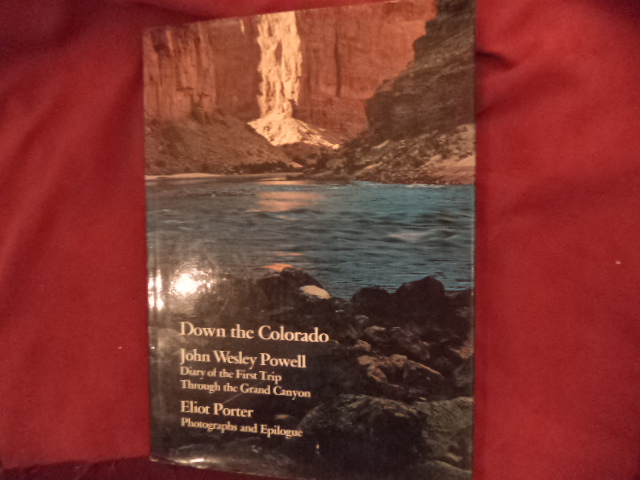 Down the Colorado
John Wesley Powell
Diary of the First Trip
Through the Grand Canyon
Eliot Porter
Photographs and Epilogue